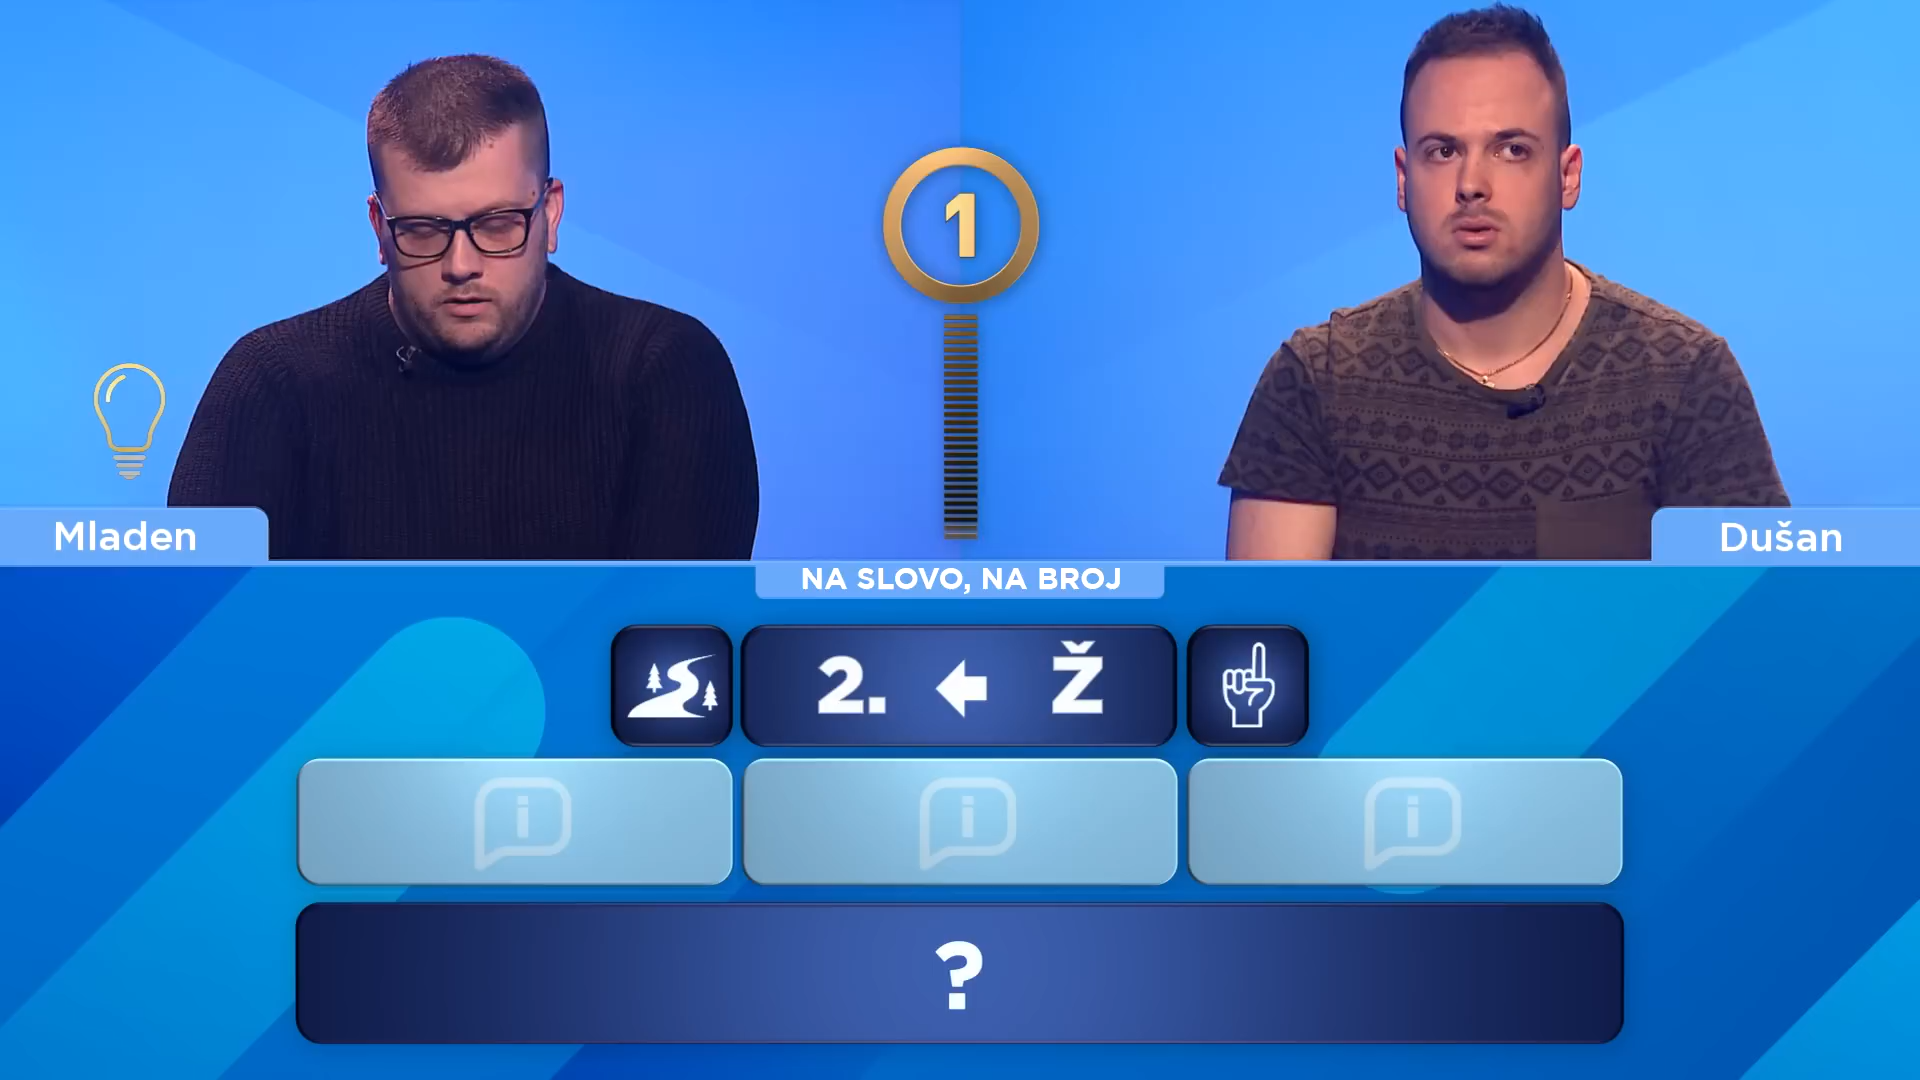 1
Mladen
Dušan
NA SLOVO, NA BROJ
2. Ž
i i i
?